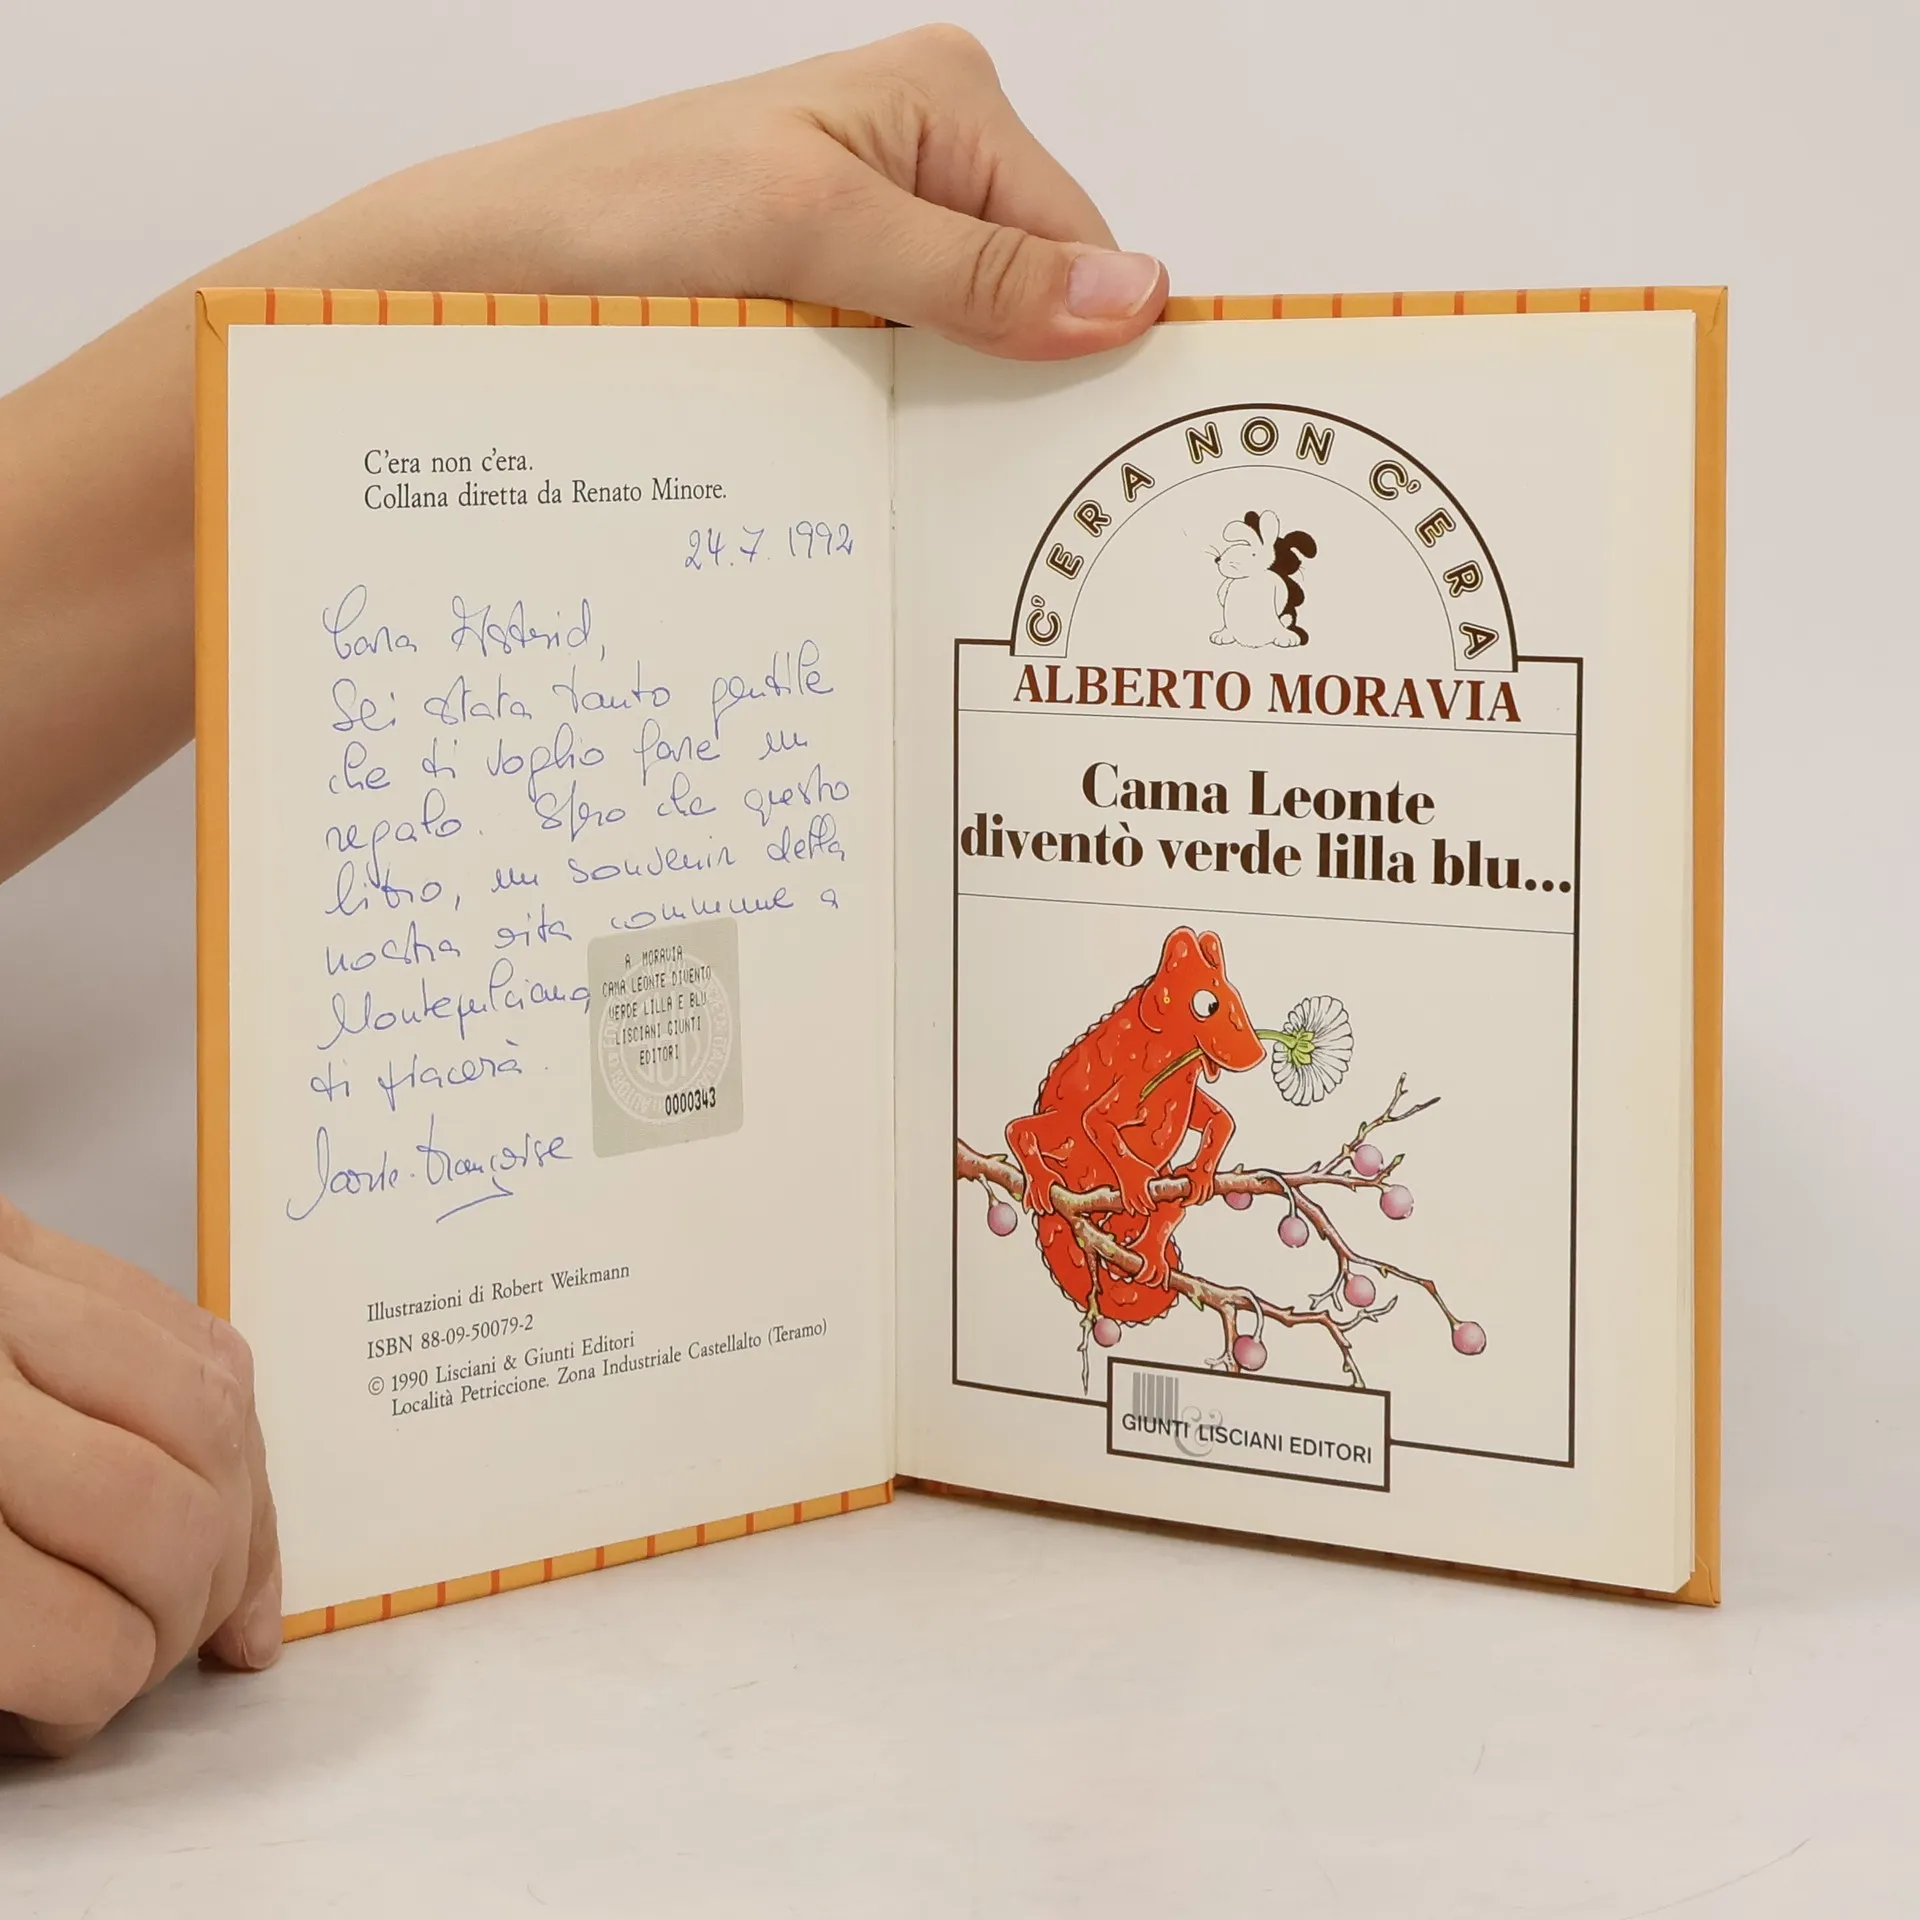 C'era non c'era.
Collana diretta da Renato Minore.
24.7.1992
Cara Astrid,
Sei stata tanto gentile
che ti voglio fare un
regalo. Spero che questo
libro, un souvenir della
nostra vita commune a
Montepulciano,
ti piacerà.
Marie-Françoise
A MORAVIA
CAMA LEONTE DIVENTO
VERDE LILLA E BLU
LISCIANI GIUNTI
EDITORI
0000343
Illustrazioni di Robert Weikmann
ISBN 88-09-50079-2
© 1990 Lisciani & Giunti Editori
Località Petriccione. Zona Industriale Castellalto (Teramo)
C'ERA NON C'ERA
ALBERTO MORAVIA
Cama Leonte
diventò verde lilla blu...
GIUNTI & LISCIANI EDITORI